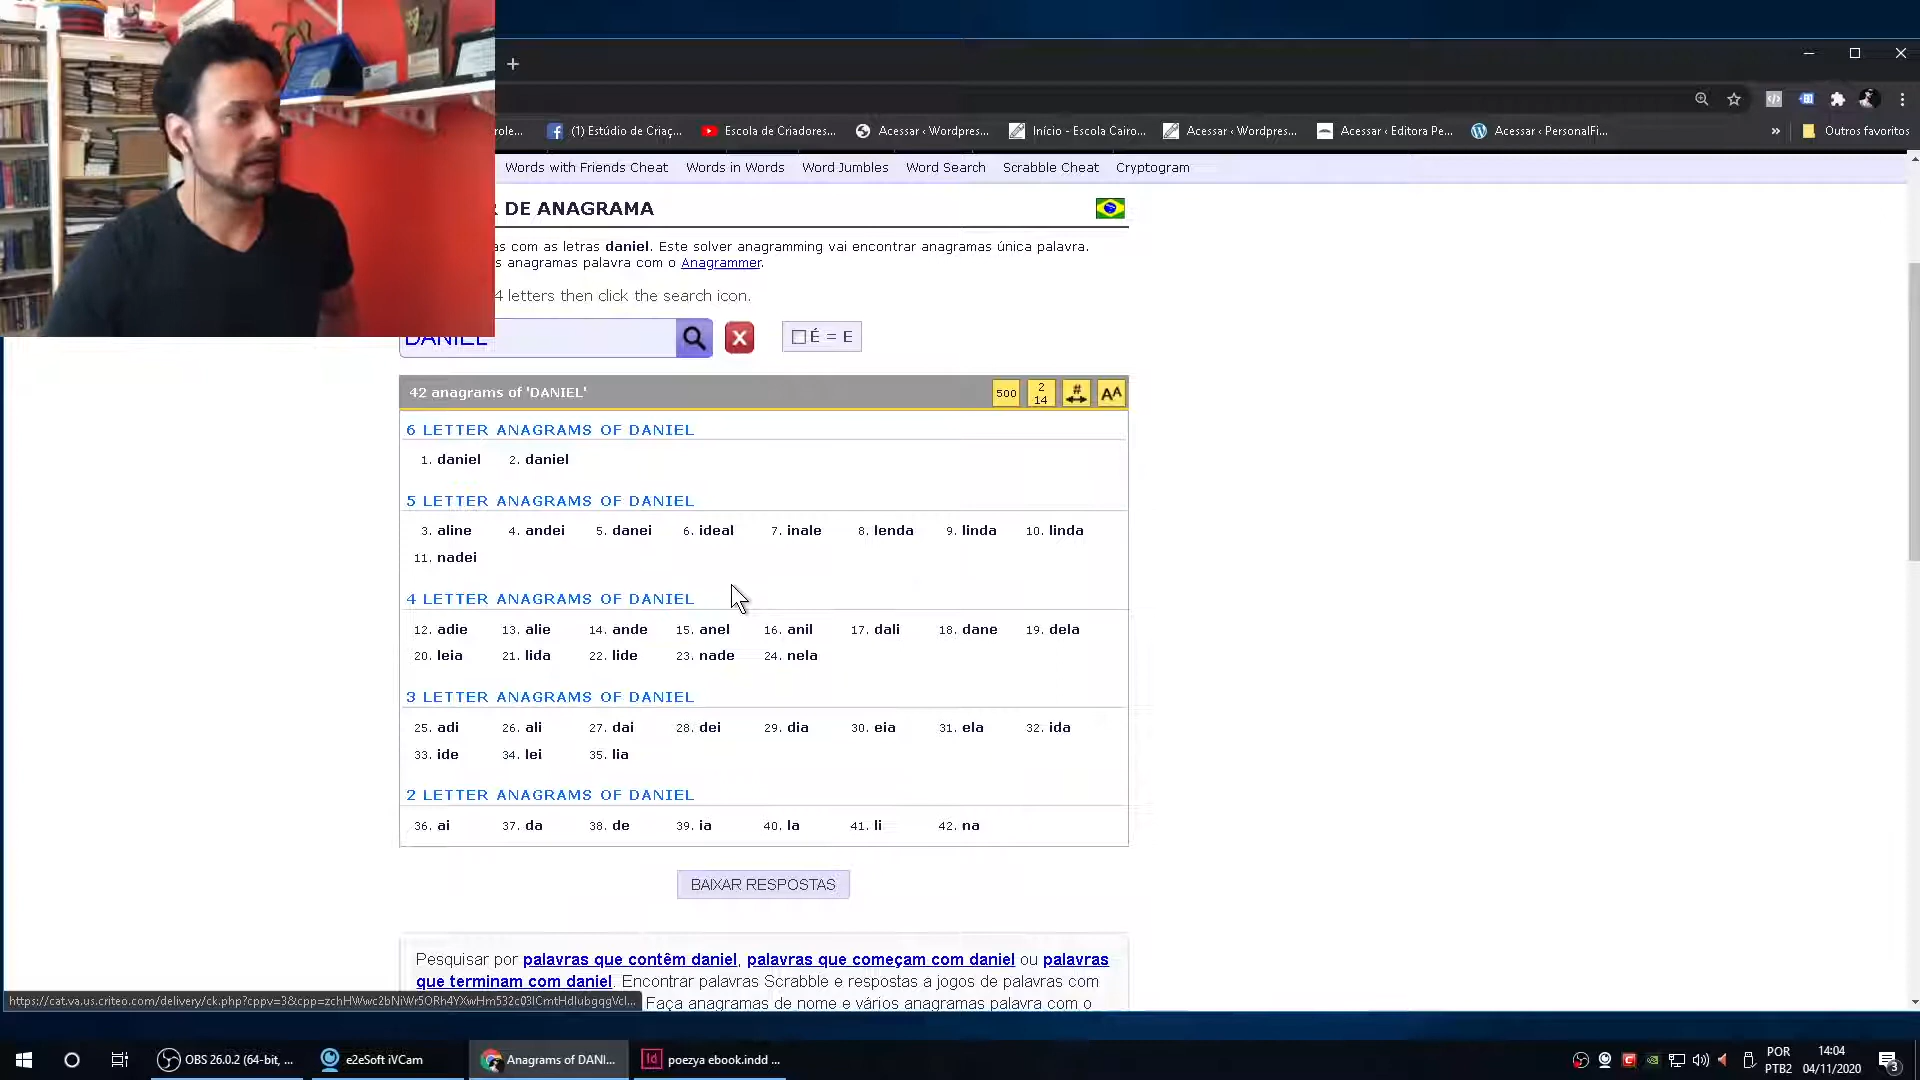 role...
(1) Estúdio de Criaç...
Escola de Criadores...
Acessar ‹ Wordpres...
Início - Escola Cairo...
Acessar ‹ Wordpres...
Acessar ‹ Editora Pe...
Acessar ‹ PersonalFi...
»
Outros favoritos
Words with Friends Cheat Words in Words Word Jumbles Word Search Scrabble Cheat Cryptogram
R DE ANAGRAMA
as com as letras daniel. Este solver anagramming vai encontrar anagramas única palavra.
s anagramas palavra com o Anagrammer.
4 letters then click the search icon.
DANIEL
É = E
42 anagrams of 'DANIEL'
500
2
14
#
AA
6 LETTER ANAGRAMS OF DANIEL
1. daniel 2. daniel
5 LETTER ANAGRAMS OF DANIEL
3. aline 4. andei 5. danei 6. ideal 7. inale 8. lenda 9. linda 10. linda
11. nadei
4 LETTER ANAGRAMS OF DANIEL
12. adie 13. alie 14. ande 15. anel 16. anil 17. dali 18. dane 19. dela
20. leia 21. lida 22. lide 23. nade 24. nela
3 LETTER ANAGRAMS OF DANIEL
25. adi 26. ali 27. dai 28. dei 29. dia 30. eia 31. ela 32. ida
33. ide 34. lei 35. lia
2 LETTER ANAGRAMS OF DANIEL
36. ai 37. da 38. de 39. ia 40. la 41. li 42. na
BAIXAR RESPOSTAS
Pesquisar por palavras que contêm daniel, palavras que começam com daniel ou palavras
que terminam com daniel. Encontrar palavras Scrabble e respostas a jogos de palavras com
Faça anagramas de nome e vários anagramas palavra com o
OBS 26.0.2 (64-bit, ...
e2eSoft iVCam
Anagrams of DANI...
poezya ebook.indd ...
POR
PTB2
14:04
04/11/2020
3